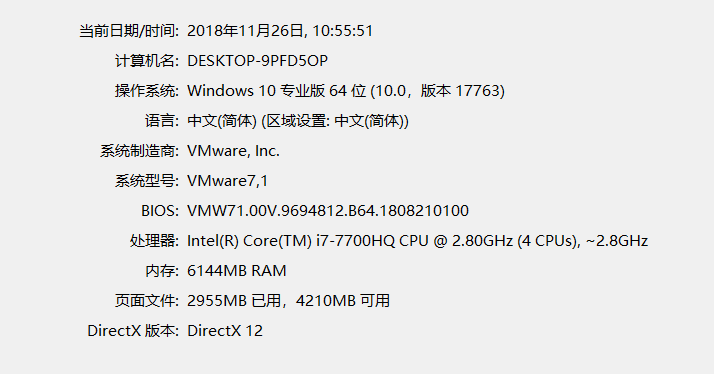 当前日期/时间: 2018年11月26日, 10:55:51
计算机名: DESKTOP-9PFD5OP
操作系统: Windows 10 专业版 64 位 (10.0，版本 17763)
语言: 中文(简体) (区域设置: 中文(简体))
系统制造商: VMware, Inc.
系统型号: VMware7,1
BIOS: VMW71.00V.9694812.B64.1808210100
处理器: Intel(R) Core(TM) i7-7700HQ CPU @ 2.80GHz (4 CPUs), ~2.8GHz
内存: 6144MB RAM
页面文件: 2955MB 已用，4210MB 可用
DirectX 版本: DirectX 12